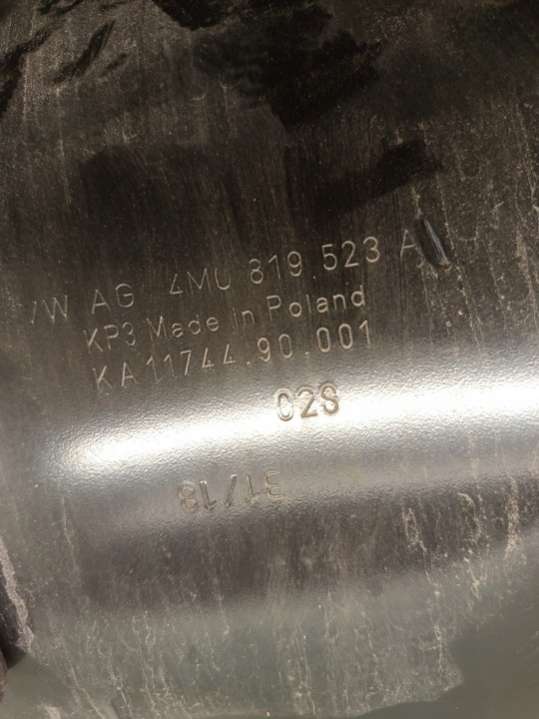 VW AG 4M0 819.523 A
KP3 Made in Poland
KA11744.90.001
02S
31/18